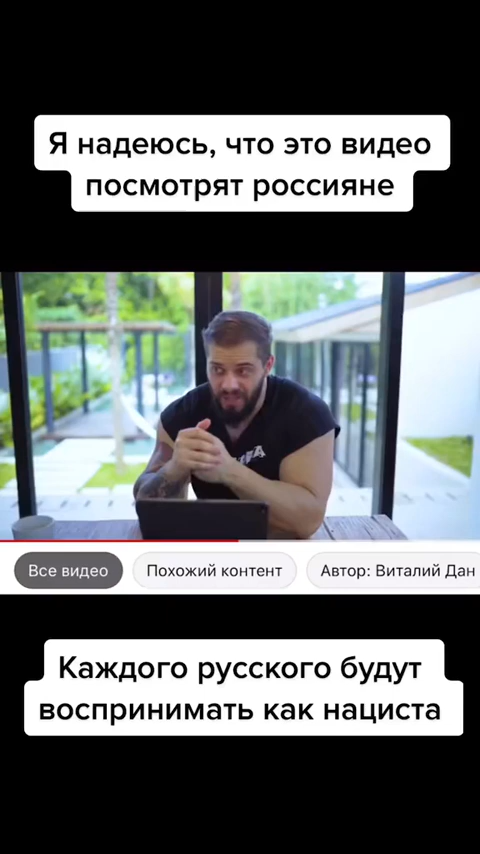 Я надеюсь, что это видео
посмотрят россияне
Все видео
Похожий контент
Автор: Виталий Дан
Каждого русского будут
воспринимать как нациста